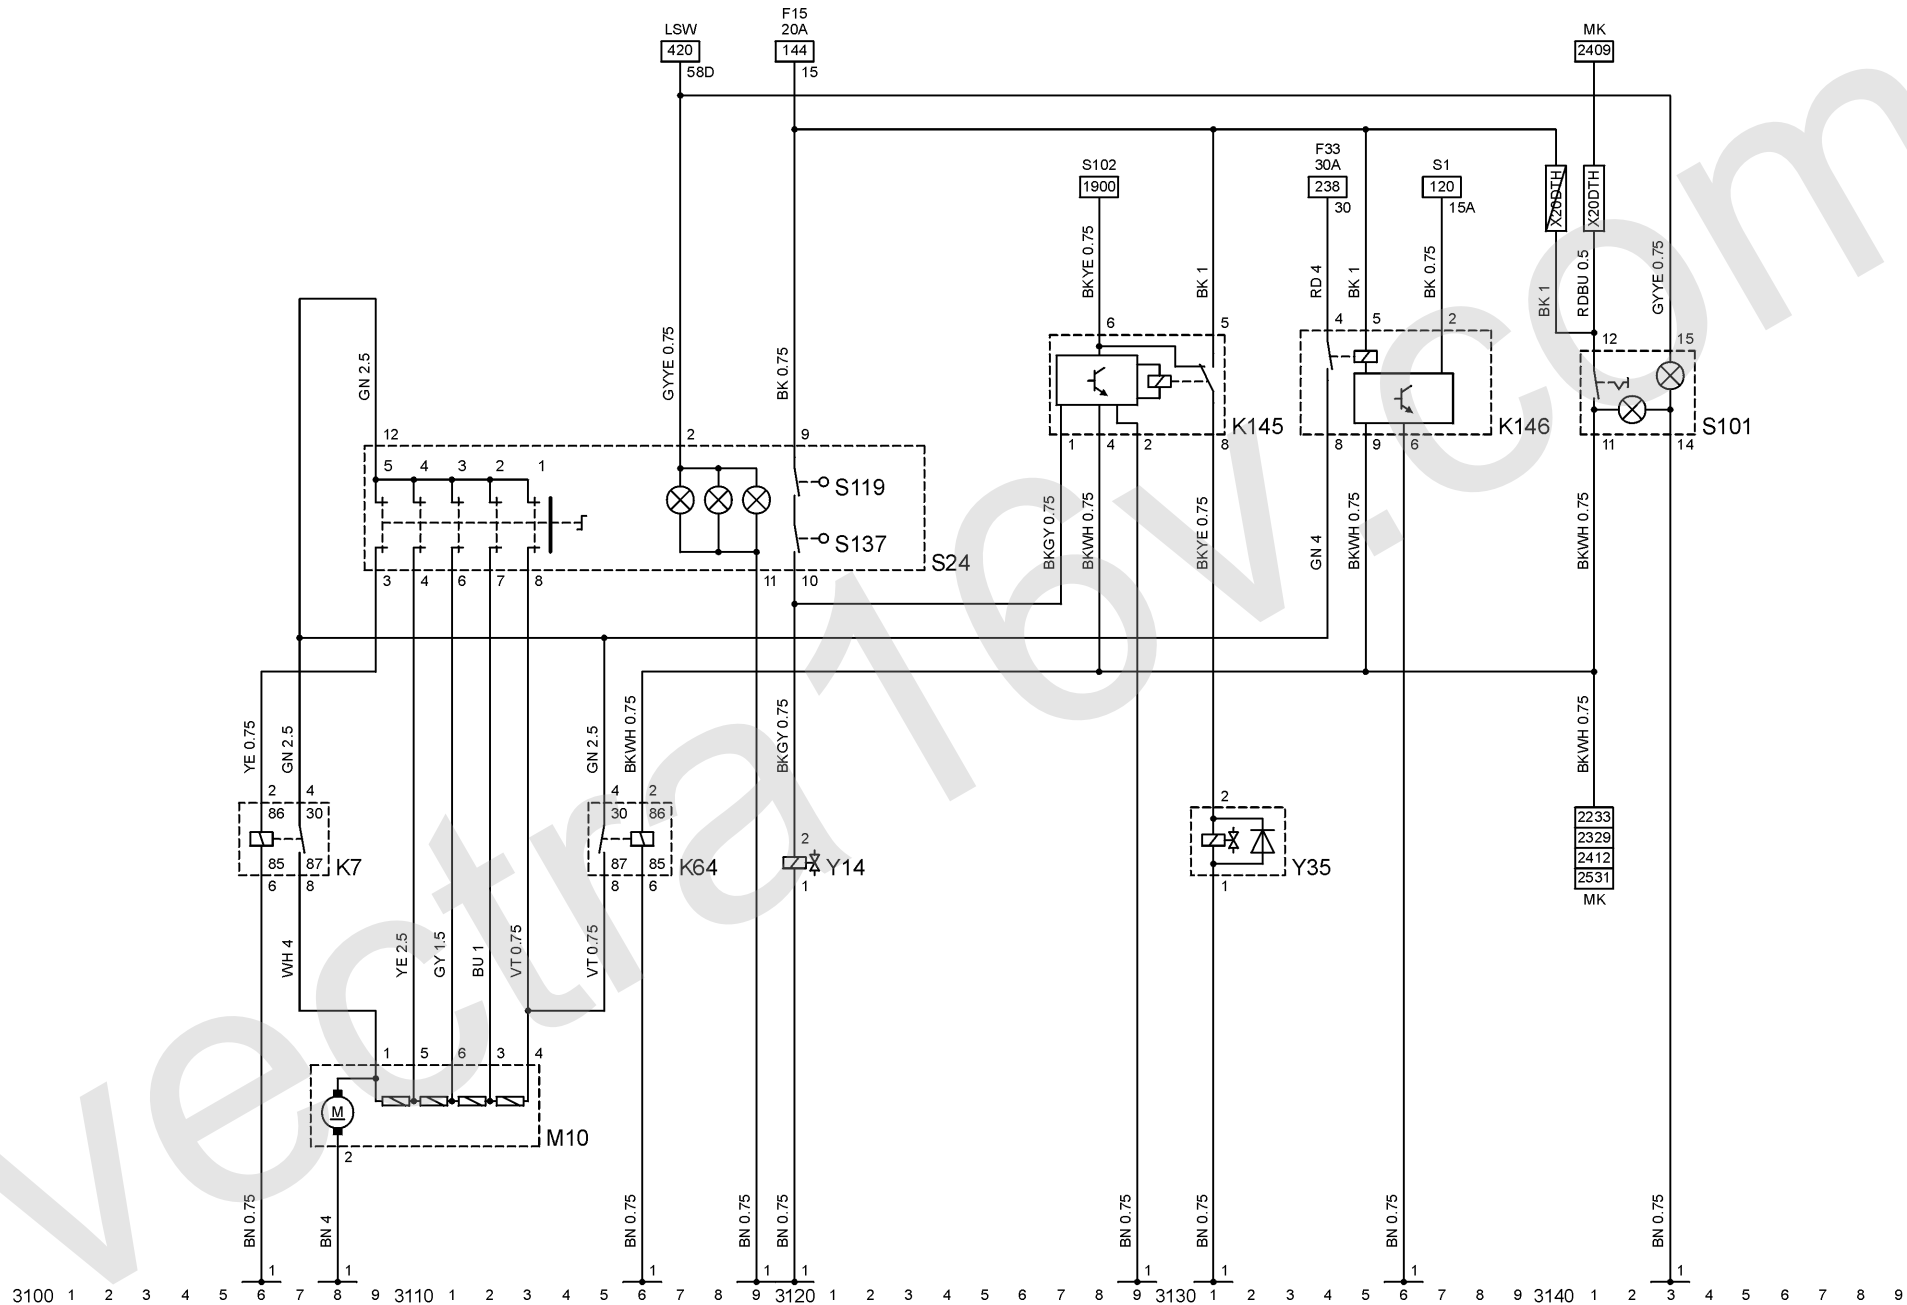 LSW
420
58D
F15
20A
144
15
MK
2409
S102
1900
F33
30A
238
30
S1
120
15A
X20DTH
X20DTH
GN 2.5
GYYE 0.75
BK 0.75
BKYE 0.75
BK 1
RD 4
BK 1
BK 0.75
BK 1
RDBU 0.5
GYYE 0.75
6 5
4 5 2
12 15
K145
K146
S101
1 4 2 8
8 9 6
11 14
12 2 9
5 4 3 2 1
S119
S137
S24
3 4 6 7 8 11 10
BKGY 0.75
BKWH 0.75
BKYE 0.75
GN 4
BKWH 0.75
BKWH 0.75
YE 0.75
GN 2.5
GN 2.5
BKWH 0.75
BKGY 0.75
BKWH 0.75
2 4
86 30
85 87
6 8
K7
4 2
30 86
87 85
8 6
K64
2
1
Y14
2
1
Y35
2233
2329
2412
2531
MK
WH 4
YE 2.5
GY 1.5
BU 1
VT 0.75
VT 0.75
1 5 6 3 4
M
M10
2
BN 0.75
BN 4
BN 0.75
BN 0.75
BN 0.75
BN 0.75
BN 0.75
BN 0.75
1 1 1 1 1 1 1 1 1
3100 1 2 3 4 5 6 7 8 9 3110 1 2 3 4 5 6 7 8 9 3120 1 2 3 4 5 6 7 8 9 3130 1 2 3 4 5 6 7 8 9 3140 1 2 3 4 5 6 7 8 9
vectra16v.com